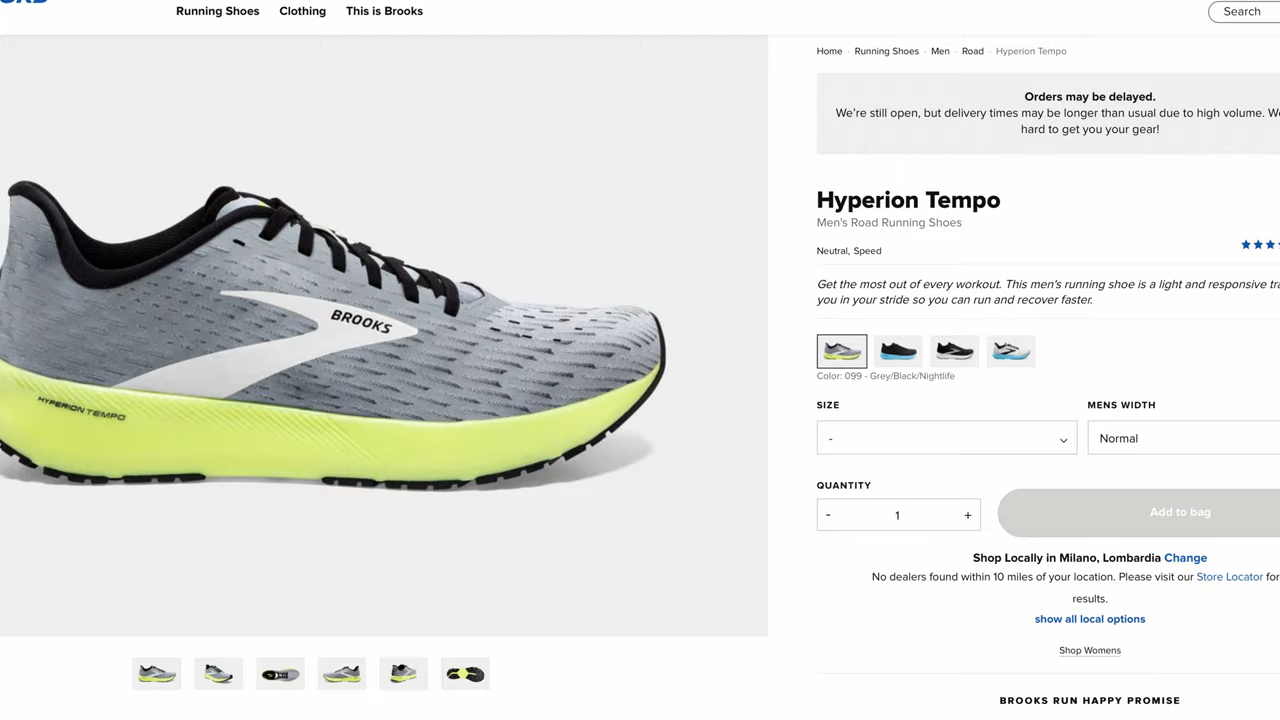 Running Shoes Clothing This is Brooks
Search
Home · Running Shoes · Men · Road · Hyperion Tempo
Orders may be delayed.
We're still open, but delivery times may be longer than usual due to high volume.
hard to get you your gear!
Hyperion Tempo
Men's Road Running Shoes
Neutral, Speed
Get the most out of every workout. This men's running shoe is a light and responsive
you in your stride so you can run and recover faster.
Color: 099 - Grey/Black/Nightlife
SIZE
MENS WIDTH
-
Normal
QUANTITY
- 1 +
Add to bag
Shop Locally in Milano, Lombardia Change
No dealers found within 10 miles of your location. Please visit our Store Locator for
results.
show all local options
Shop Womens
BROOKS RUN HAPPY PROMISE
BROOKS
HYPERION TEMPO